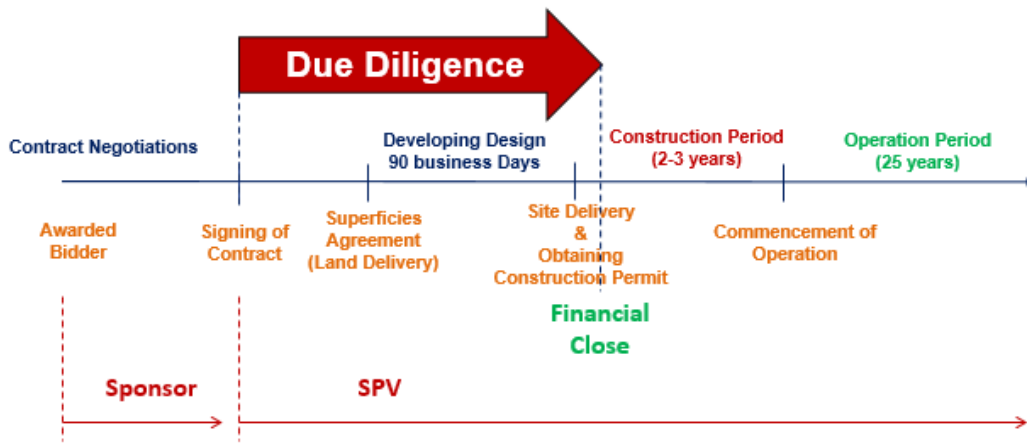 Due Diligence
Contract Negotiations
Developing Design
90 business Days
Construction Period
(2-3 years)
Operation Period
(25 years)
Awarded
Bidder
Signing of
Contract
Superficies
Agreement
(Land Delivery)
Site Delivery
&
Obtaining
Construction Permit
Commencement of
Operation
Financial
Close
Sponsor
SPV